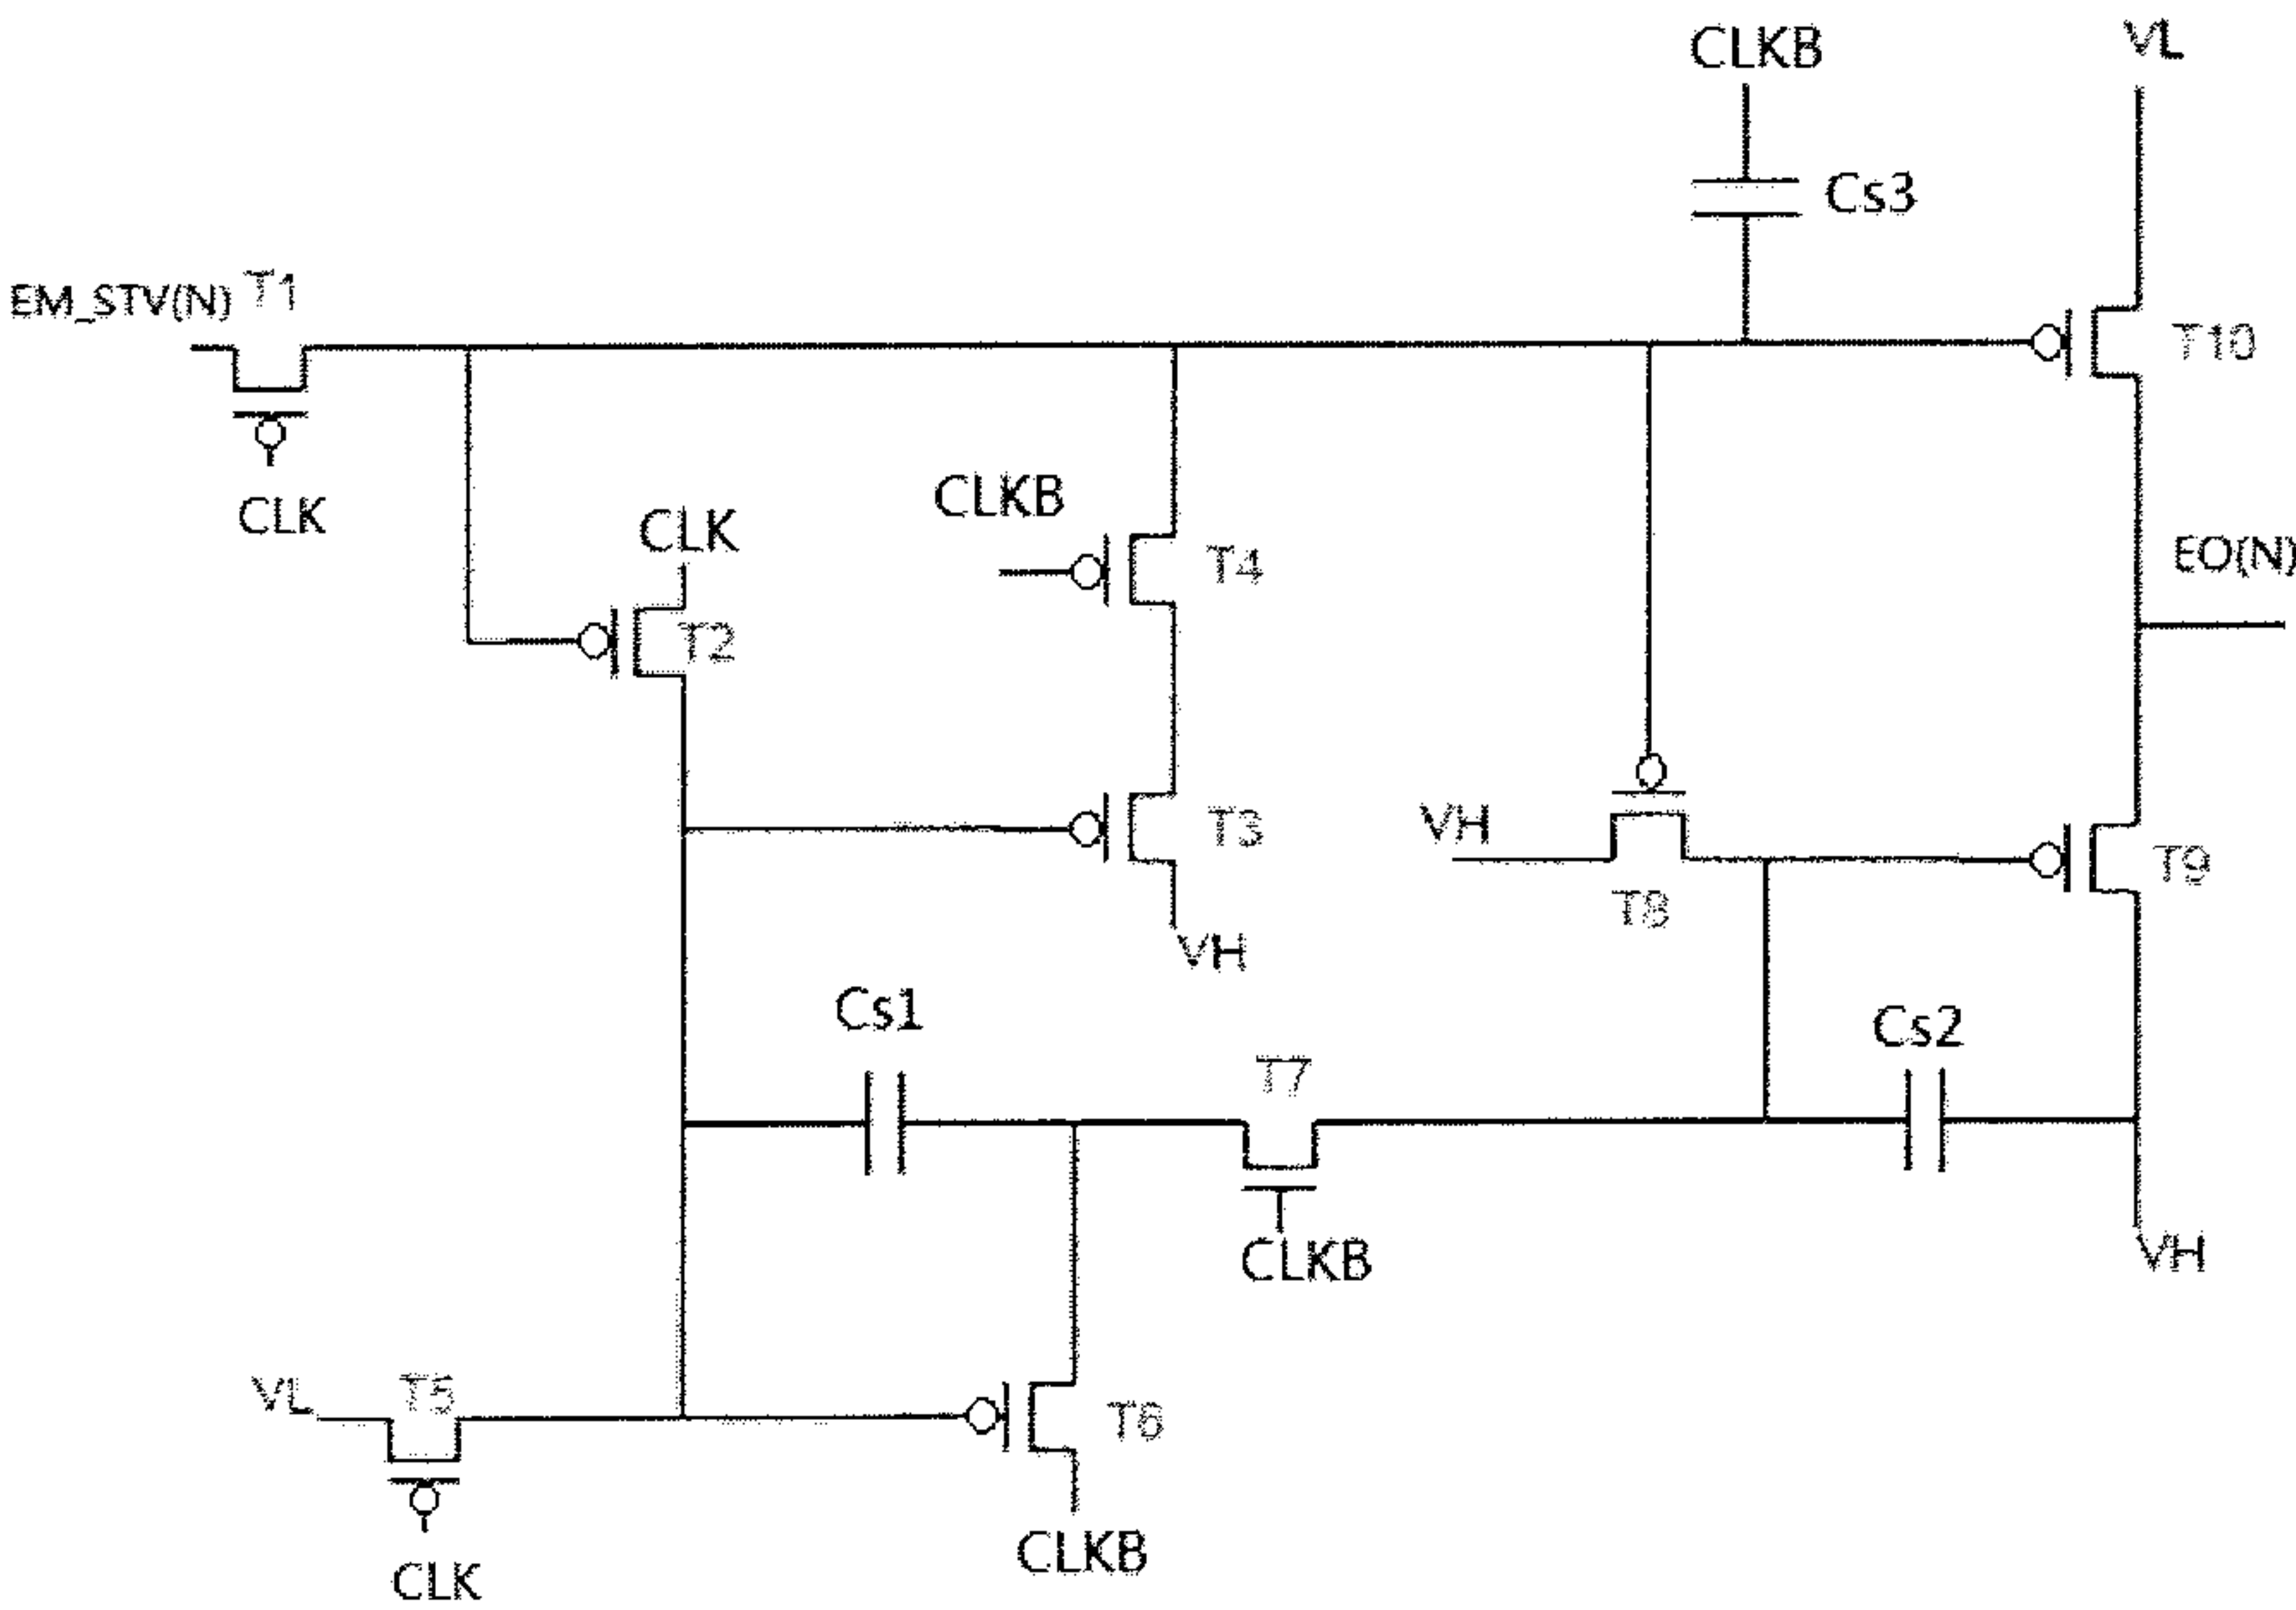 CLKB
VL
Cs3
EM_STV(N)
T1
T10
CLK
CLKB
CLK
T4
EO(N)
T2
VH
T3
T8
T9
VH
Cs1
Cs2
T7
CLKB
VH
VL
T5
T6
CLKB
CLK